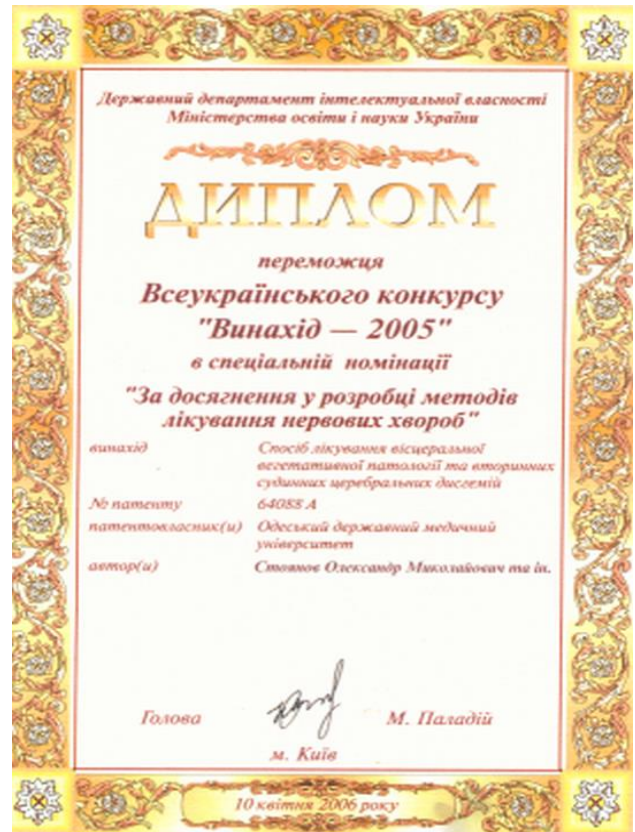 Державний департамент інтелектуальної власності
Міністерства освіти і науки України
ДИПЛОМ
переможця
Всеукраїнського конкурсу
"Винахід — 2005"
в спеціальній номінації
"За досягнення у розробці методів
лікування нервових хвороб"
винахід Спосіб лікування вісцеральної
вегетативної патології та вторинних
судинних церебральних дисгемій
№ патенту 64088 А
патентовласник(и) Одеський державний медичний
університет
автор(и) Стоянов Олександр Миколайович та ін.
Голова М. Паладій
м. Київ
10 квітня 2006 року